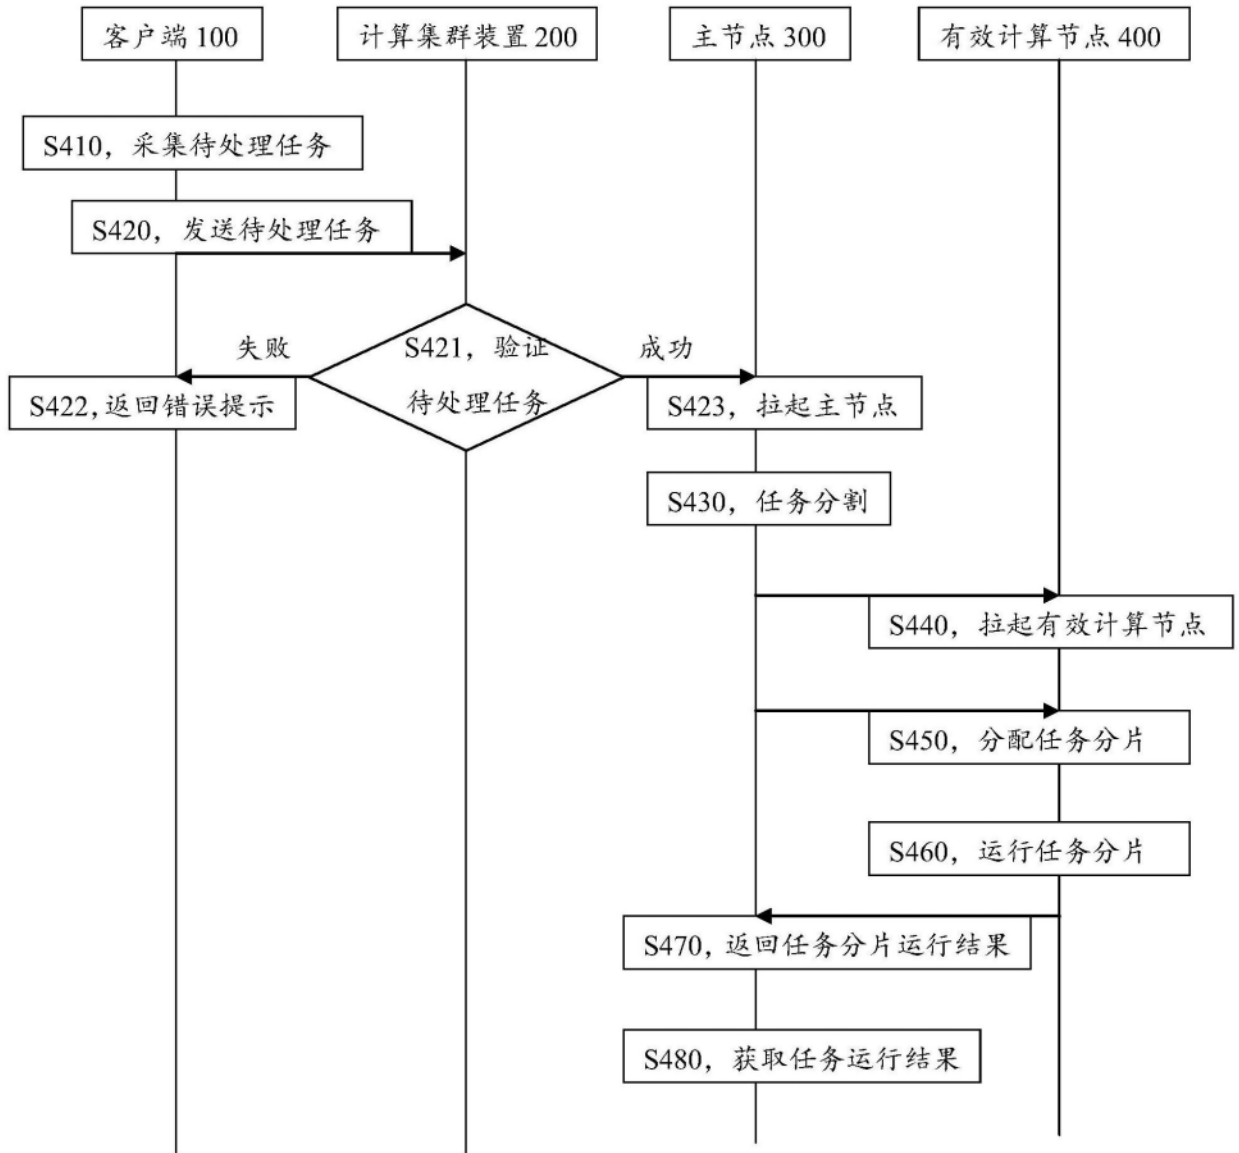 客户端 100
计算集群装置 200
主节点 300
有效计算节点 400
S410，采集待处理任务
S420，发送待处理任务
失败
S421，验证
待处理任务
成功
S422,返回错误提示
S423，拉起主节点
S430，任务分割
S440，拉起有效计算节点
S450，分配任务分片
S460，运行任务分片
S470,返回任务分片运行结果
S480，获取任务运行结果